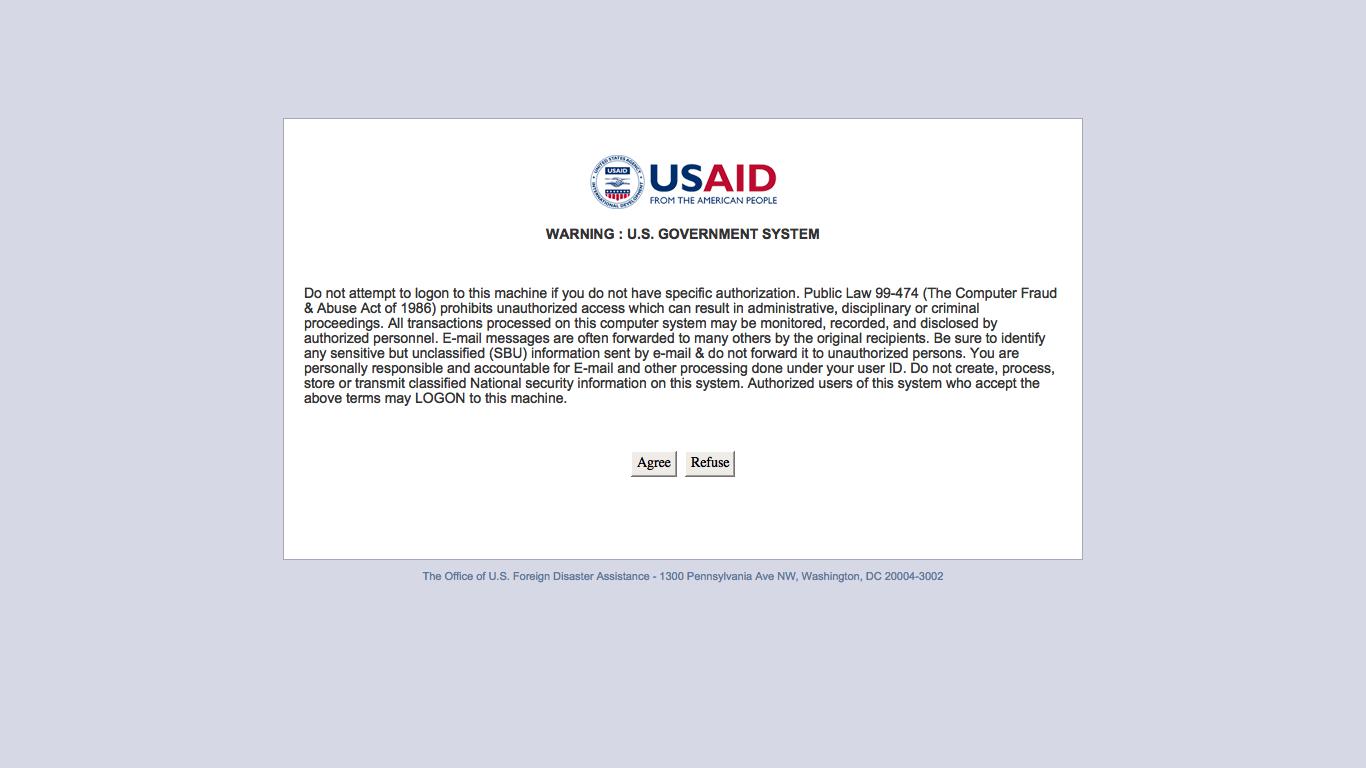 UNITED STATES AGENCY
USAID
INTERNATIONAL DEVELOPMENT
USAID
FROM THE AMERICAN PEOPLE
WARNING : U.S. GOVERNMENT SYSTEM
Do not attempt to logon to this machine if you do not have specific authorization. Public Law 99-474 (The Computer Fraud
& Abuse Act of 1986) prohibits unauthorized access which can result in administrative, disciplinary or criminal
proceedings. All transactions processed on this computer system may be monitored, recorded, and disclosed by
authorized personnel. E-mail messages are often forwarded to many others by the original recipients. Be sure to identify
any sensitive but unclassified (SBU) information sent by e-mail & do not forward it to unauthorized persons. You are
personally responsible and accountable for E-mail and other processing done under your user ID. Do not create, process,
store or transmit classified National security information on this system. Authorized users of this system who accept the
above terms may LOGON to this machine.
Agree Refuse
The Office of U.S. Foreign Disaster Assistance - 1300 Pennsylvania Ave NW, Washington, DC 20004-3002